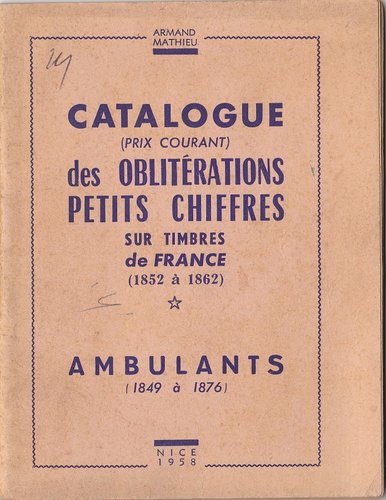 ARMAND
MATHIEU
CATALOGUE
(PRIX COURANT)
des OBLITÉRATIONS
PETITS CHIFFRES
SUR TIMBRES
de FRANCE
(1852 à 1862)
AMBULANTS
(1849 à 1876)
NICE
1958